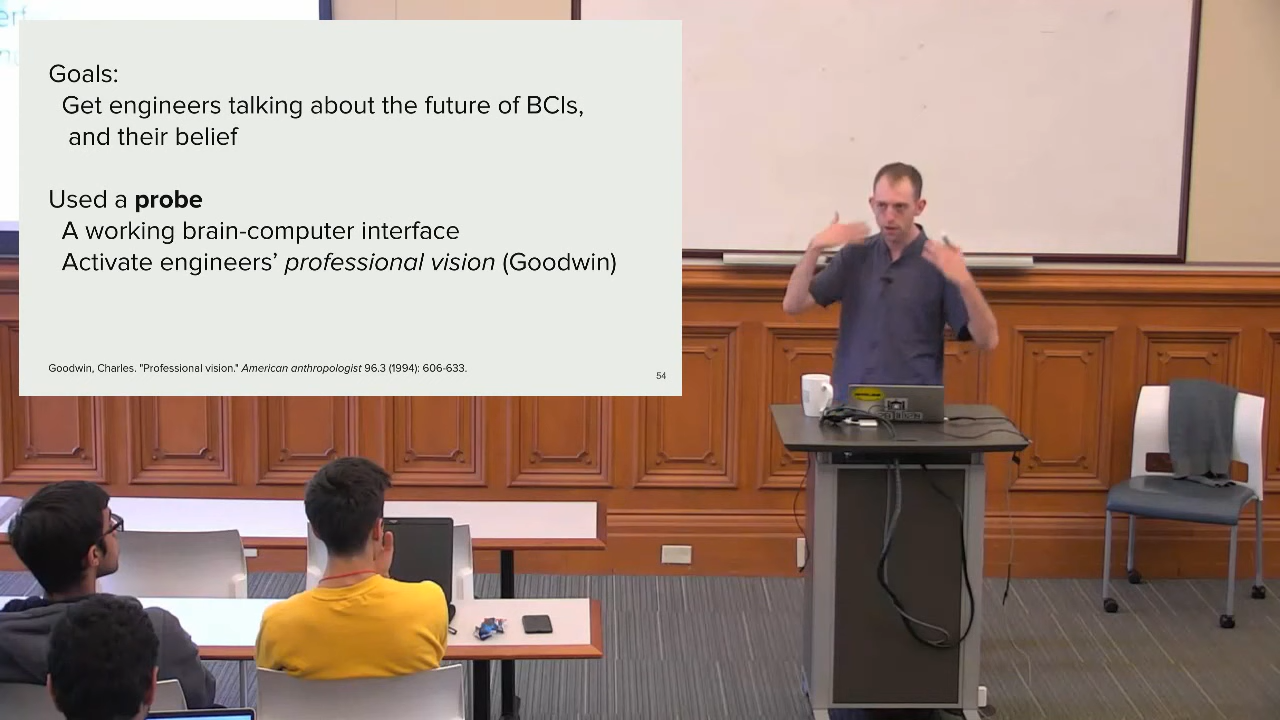 Goals:
Get engineers talking about the future of BCIs,
and their belief
Used a probe
A working brain-computer interface
Activate engineers' professional vision (Goodwin)
Goodwin, Charles. "Professional vision." American anthropologist 96.3 (1994): 606-633.
54